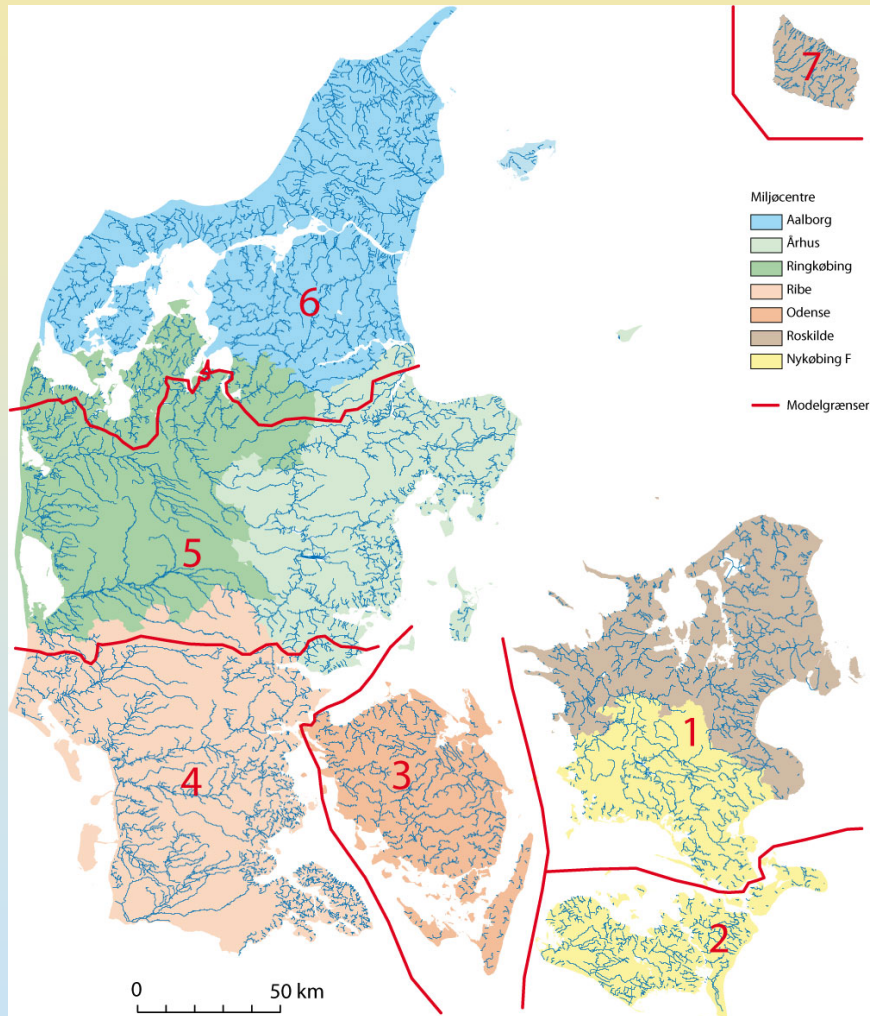 7
Miljøcentre
Aalborg
Århus
Ringkøbing
Ribe
Odense
Roskilde
Nykøbing F
Modelgrænser
6
5
1
3
4
2
0 50 km